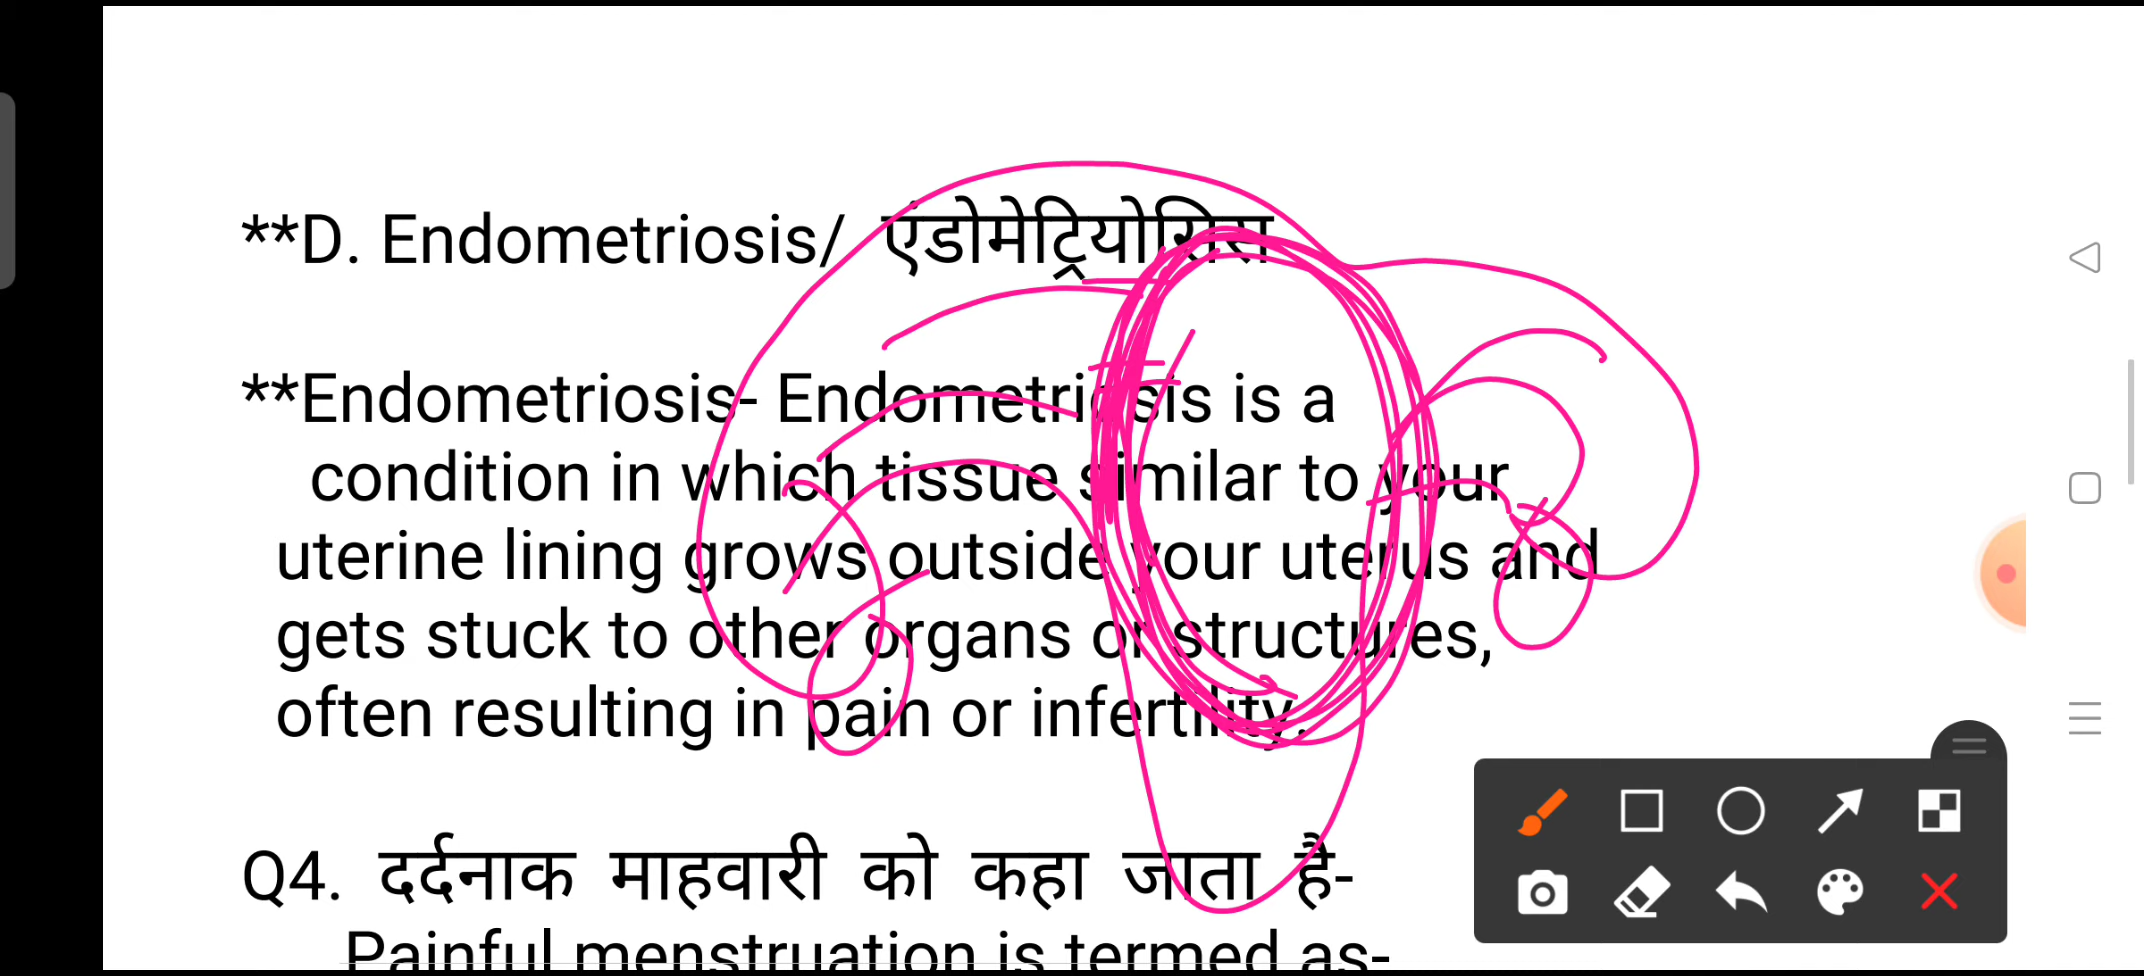 **D. Endometriosis/ एंडोमेट्रियोसिस
**Endometriosis- Endometriosis is a
condition in which tissue similar to your
uterine lining grows outside your uterus and
gets stuck to other organs or structures,
often resulting in pain or infertility.
Q4. दर्दनाक माहवारी को कहा जाता है-
Painful menstruation is termed as-